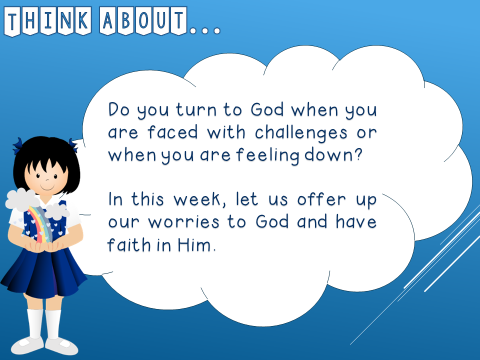 THINK ABOUT...
Do you turn to God when you
are faced with challenges or
when you are feeling down?
In this week, let us offer up
our worries to God and have
faith in Him.